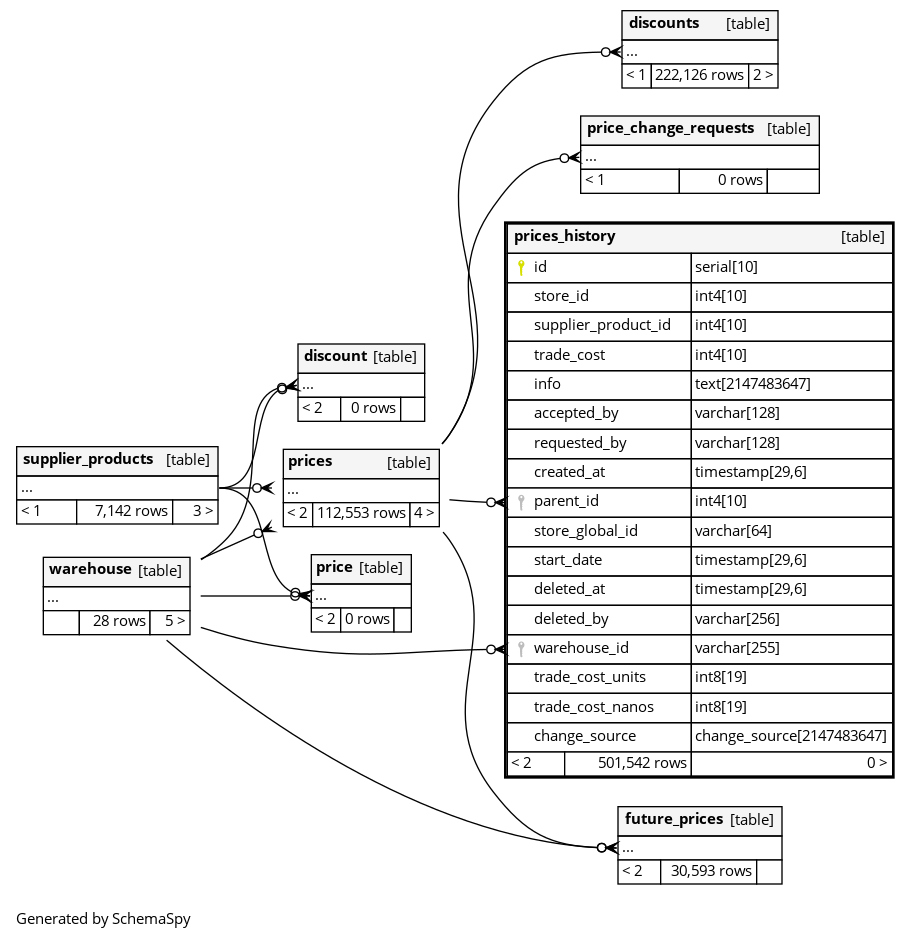 discounts [table]
...
< 1 222,126 rows 2 >
price_change_requests [table]
...
< 1 0 rows
prices_history [table]
id serial[10]
store_id int4[10]
supplier_product_id int4[10]
trade_cost int4[10]
info text[2147483647]
accepted_by varchar[128]
requested_by varchar[128]
created_at timestamp[29,6]
parent_id int4[10]
store_global_id varchar[64]
start_date timestamp[29,6]
deleted_at timestamp[29,6]
deleted_by varchar[256]
warehouse_id varchar[255]
trade_cost_units int8[19]
trade_cost_nanos int8[19]
change_source change_source[2147483647]
< 2 501,542 rows 0 >
discount [table]
...
< 2 0 rows
supplier_products [table]
...
< 1 7,142 rows 3 >
prices [table]
...
< 2 112,553 rows 4 >
warehouse [table]
...
28 rows 5 >
price [table]
...
< 2 0 rows
future_prices [table]
...
< 2 30,593 rows
Generated by SchemaSpy